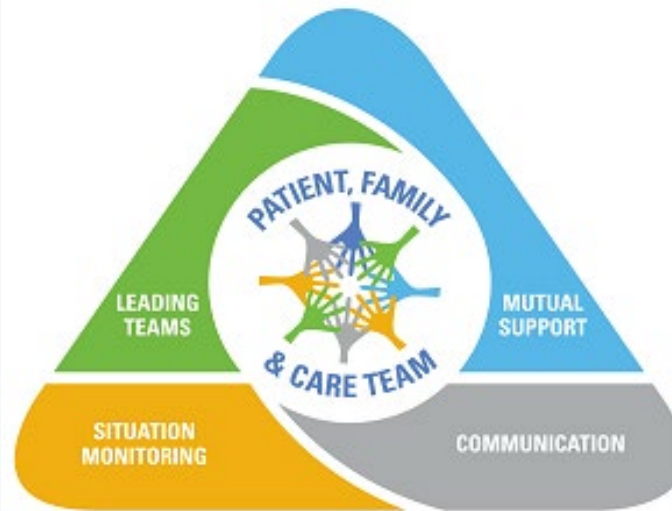 PATIENT, FAMILY
& CARE TEAM
LEADING
TEAMS
MUTUAL
SUPPORT
SITUATION
MONITORING
COMMUNICATION